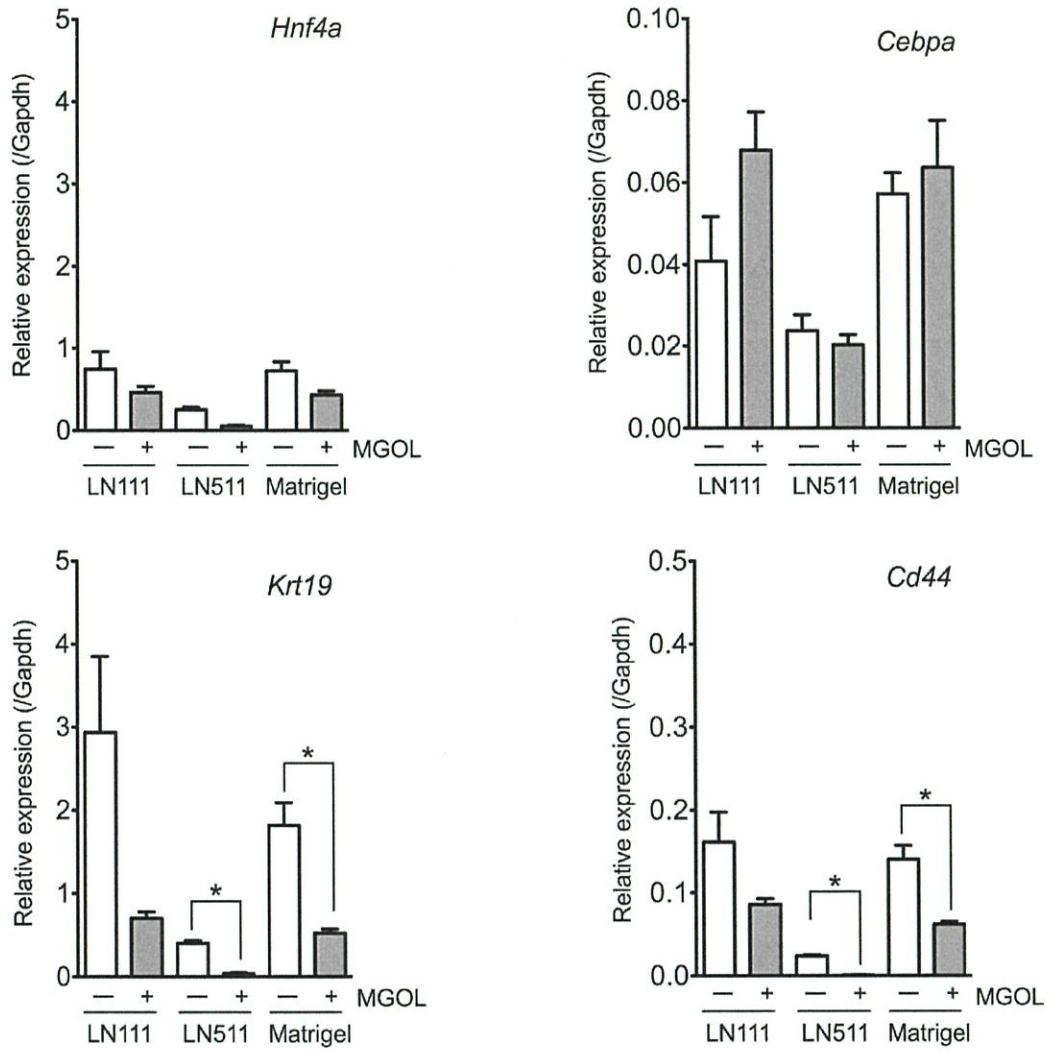 Hnf4a
Relative expression (/Gapdh)
5
4
3
2
1
0
— + — + — + MGOL
LN111 LN511 Matrigel
Cebpa
Relative expression (/Gapdh)
0.10
0.08
0.06
0.04
0.02
0.00
— + — + — + MGOL
LN111 LN511 Matrigel
Krt19
Relative expression (/Gapdh)
5
4
3
2
1
0
* *
— + — + — + MGOL
LN111 LN511 Matrigel
Cd44
Relative expression (/Gapdh)
0.5
0.4
0.3
0.2
0.1
0.0
* *
— + — + — + MGOL
LN111 LN511 Matrigel